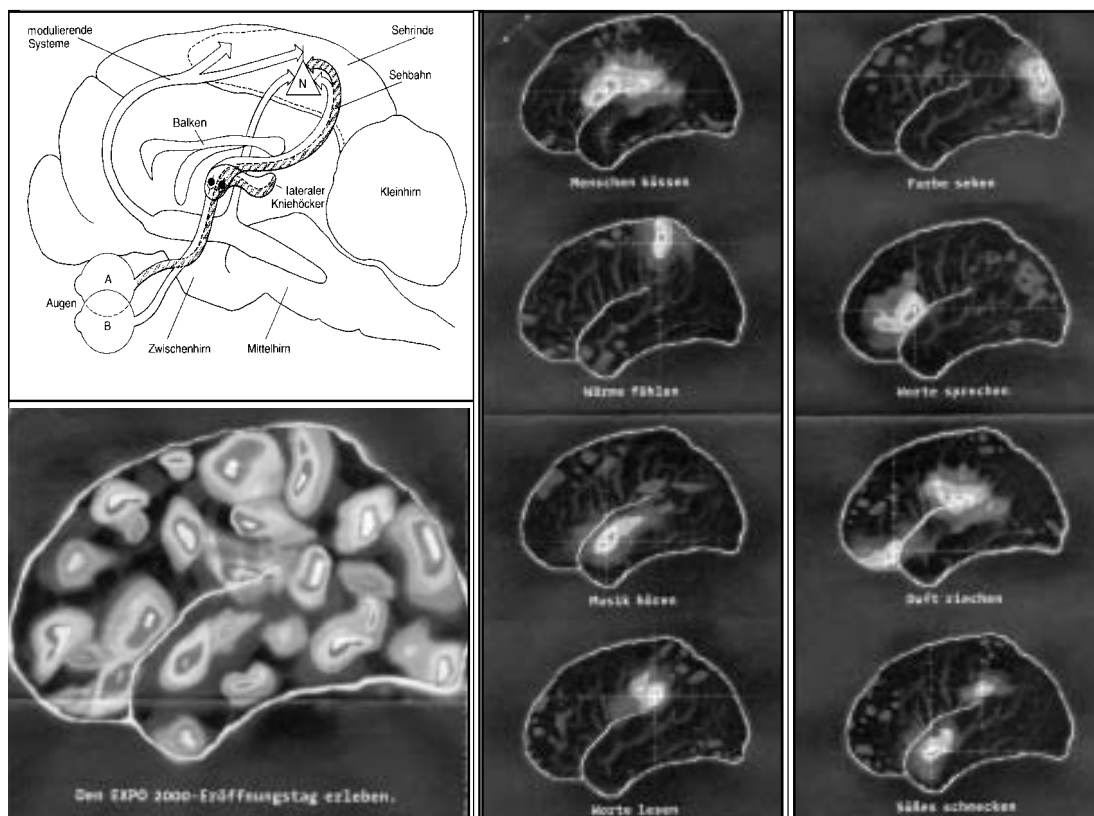 modulierende
Systeme
Sehrinde
Sehbahn
N
Balken
lateraler
Kniehöcker
Kleinhirn
A
Augen
B
Zwischenhirn
Mittelhirn
Den EXPO 2000-Eröffnungstag erleben.
Menschen küssen
Wärme fühlen
Musik hören
Worte lesen
Farbe sehen
Worte sprechen
Duft riechen
Süßes schmecken